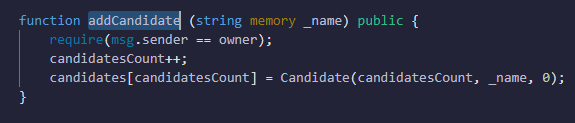 function addCandidate (string memory _name) public {
    require(msg.sender == owner);
    candidatesCount++;
    candidates[candidatesCount] = Candidate(candidatesCount, _name, 0);
}